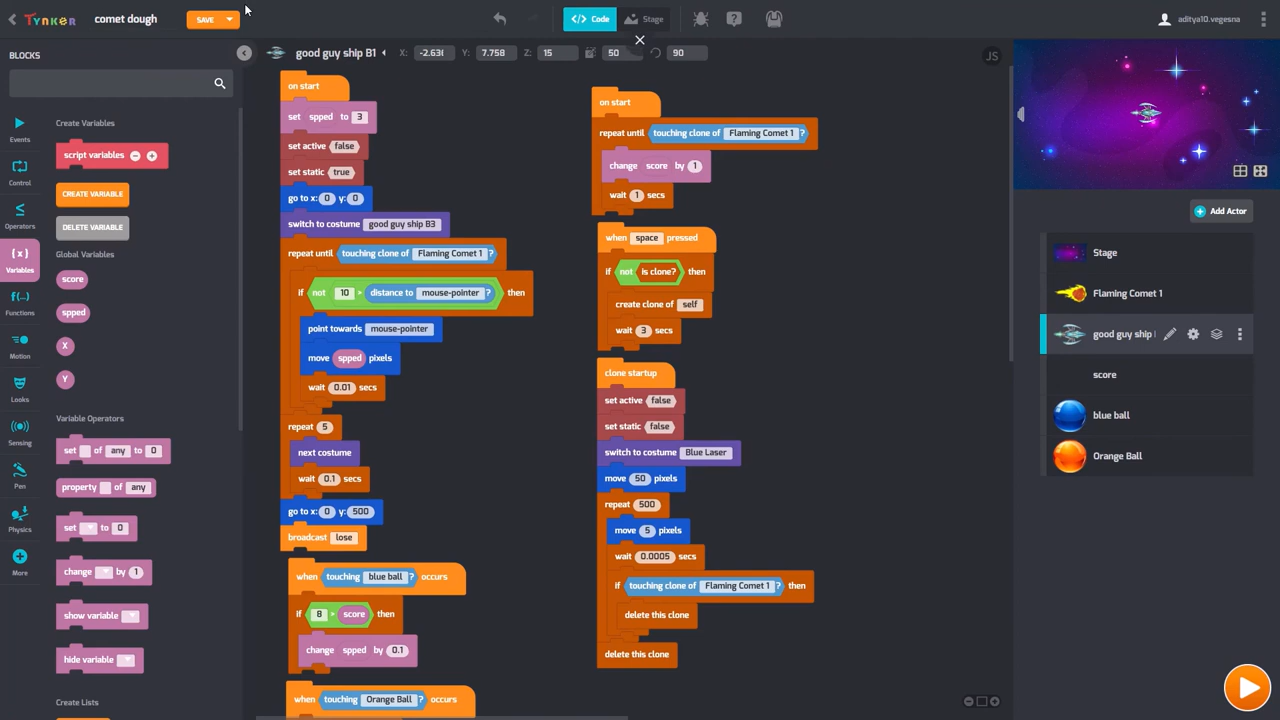 Tynker
comet dough
SAVE
Code
Stage
aditya10.vegesna
BLOCKS
good guy ship B1
X: -2.63
Y: 7.758
Z: 15
50
90
JS
Events
Control
Operators
Variables
Functions
Motion
Looks
Sensing
Pen
Physics
More
Create Variables
script variables
CREATE VARIABLE
DELETE VARIABLE
Global Variables
score
spped
X
Y
Variable Operators
set of any to 0
property of any
set to 0
change by 1
show variable
hide variable
Create Lists
on start
set spped to 3
set active false
set static true
go to x: 0 y: 0
switch to costume good guy ship B3
repeat until touching clone of Flaming Comet 1 ?
if not 10 > distance to mouse-pointer ? then
point towards mouse-pointer
move spped pixels
wait 0.01 secs
repeat 5
next costume
wait 0.1 secs
go to x: 0 y: 500
broadcast lose
when touching blue ball ? occurs
if 8 > score then
change spped by 0.1
when touching Orange Ball ? occurs
on start
repeat until touching clone of Flaming Comet 1 ?
change score by 1
wait 1 secs
when space pressed
if not is clone? then
create clone of self
wait 3 secs
clone startup
set active false
set static false
switch to costume Blue Laser
move 50 pixels
repeat 500
move 5 pixels
wait 0.0005 secs
if touching clone of Flaming Comet 1 ? then
delete this clone
delete this clone
Add Actor
Stage
Flaming Comet 1
good guy ship
score
blue ball
Orange Ball